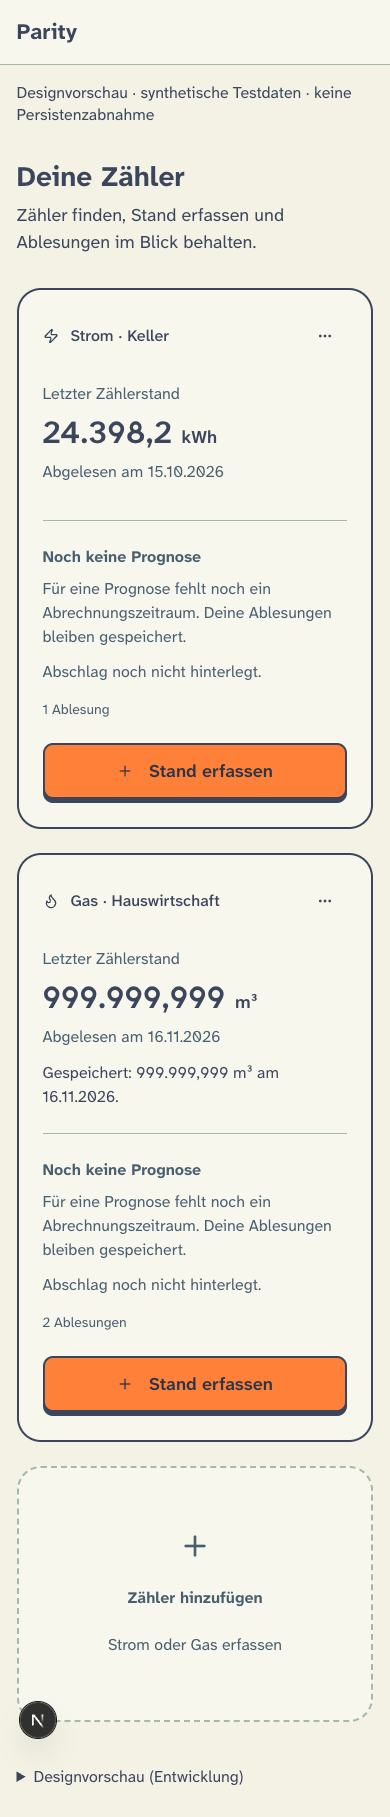 Parity
Designvorschau · synthetische Testdaten · keine
Persistenzabnahme
Deine Zähler
Zähler finden, Stand erfassen und
Ablesungen im Blick behalten.
Strom · Keller
Letzter Zählerstand
24.398,2 kWh
Abgelesen am 15.10.2026
Noch keine Prognose
Für eine Prognose fehlt noch ein
Abrechnungszeitraum. Deine Ablesungen
bleiben gespeichert.
Abschlag noch nicht hinterlegt.
1 Ablesung
Stand erfassen
Gas · Hauswirtschaft
Letzter Zählerstand
999.999,999 m³
Abgelesen am 16.11.2026
Gespeichert: 999.999,999 m³ am
16.11.2026.
Noch keine Prognose
Für eine Prognose fehlt noch ein
Abrechnungszeitraum. Deine Ablesungen
bleiben gespeichert.
Abschlag noch nicht hinterlegt.
2 Ablesungen
Stand erfassen
Zähler hinzufügen
Strom oder Gas erfassen
N
Designvorschau (Entwicklung)